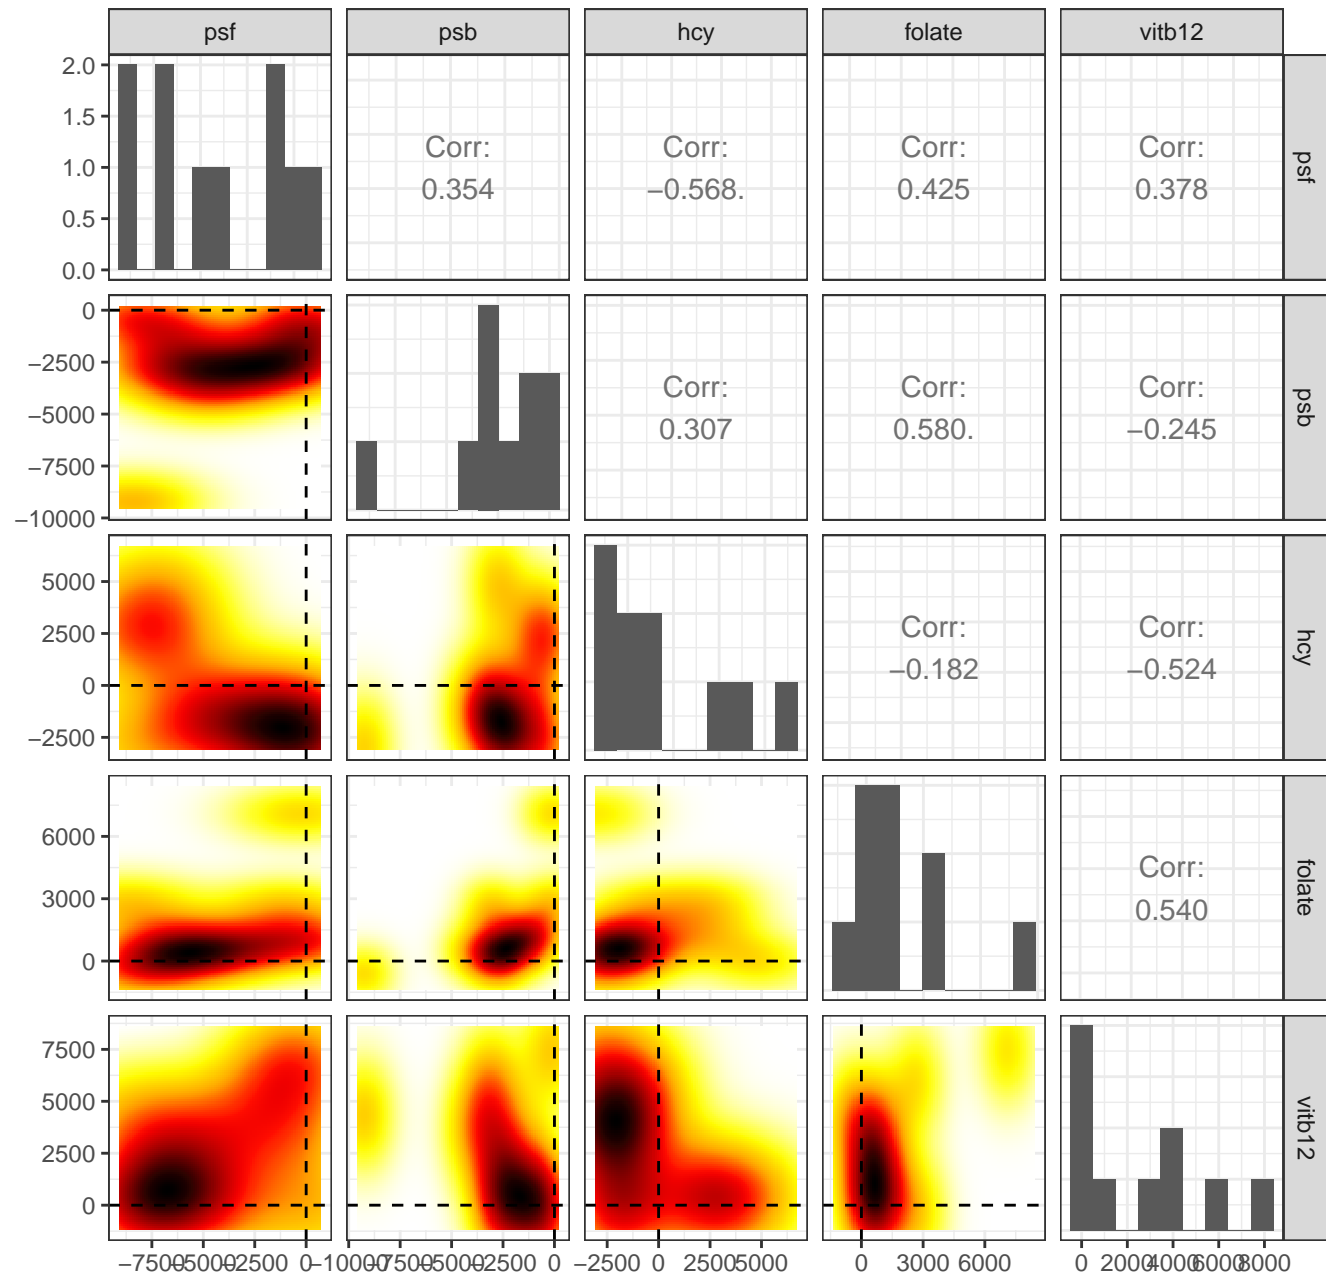 psf psb hcy folate vitb12
2.0
1.5
1.0
0.5
0.0
Corr:
0.354
Corr:
−0.568.
Corr:
0.425
Corr:
0.378
psf
0
−2500
−5000
−7500
−10000
Corr:
0.307
Corr:
0.580.
Corr:
−0.245
psb
5000
2500
0
−2500
Corr:
−0.182
Corr:
−0.524
hcy
6000
3000
0
Corr:
0.540
folate
7500
5000
2500
0
vitb12
−7500 −5000 −2500 0 −10000 −7500 −5000 −2500 0 −2500 0 2500 5000 0 3000 6000 0 2000 4000 6000 8000